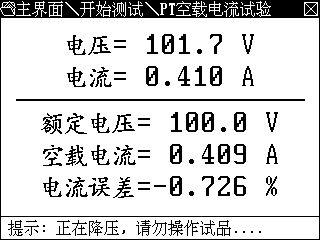 主界面\开始测试\PT空载电流试验
电压= 101.7 V
电流= 0.410 A
额定电压= 100.0 V
空载电流= 0.409 A
电流误差=-0.726 %
提示: 正在降压, 请勿操作试品....